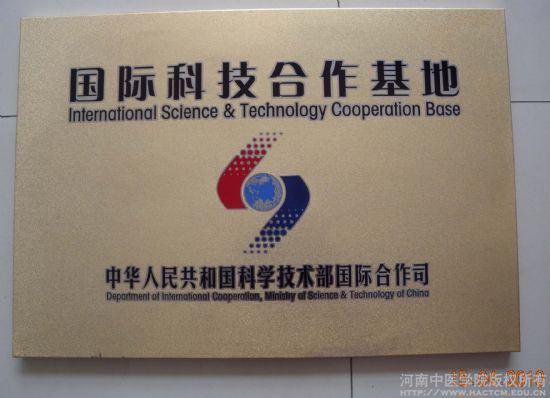 国际科技合作基地
International Science & Technology Cooperation Base
中华人民共和国科学技术部国际合作司
Department of International Cooperation, Ministry of Science & Technology of China
河南中医学院版权所有
HTTP://WWW.HACTCM.EDU.CN